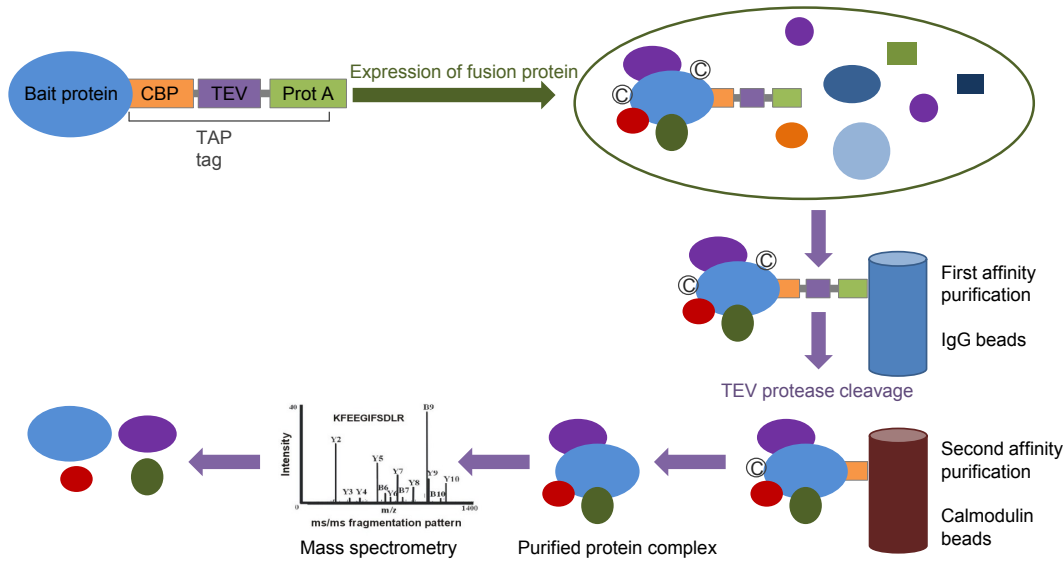 Bait protein
CBP
TEV
Prot A
TAP
tag
Expression of fusion protein
C
C
C
C
First affinity
purification
IgG beads
TEV protease cleavage
Second affinity
purification
Calmodulin
beads
C
Purified protein complex
40
KFEEGIFSDLR
Intensity
Y2
Y3
Y4
Y5
B6
Y6
Y7
B7
Y8
B9
Y9
B10
Y10
0
m/z
1400
ms/ms fragmentation pattern
Mass spectrometry